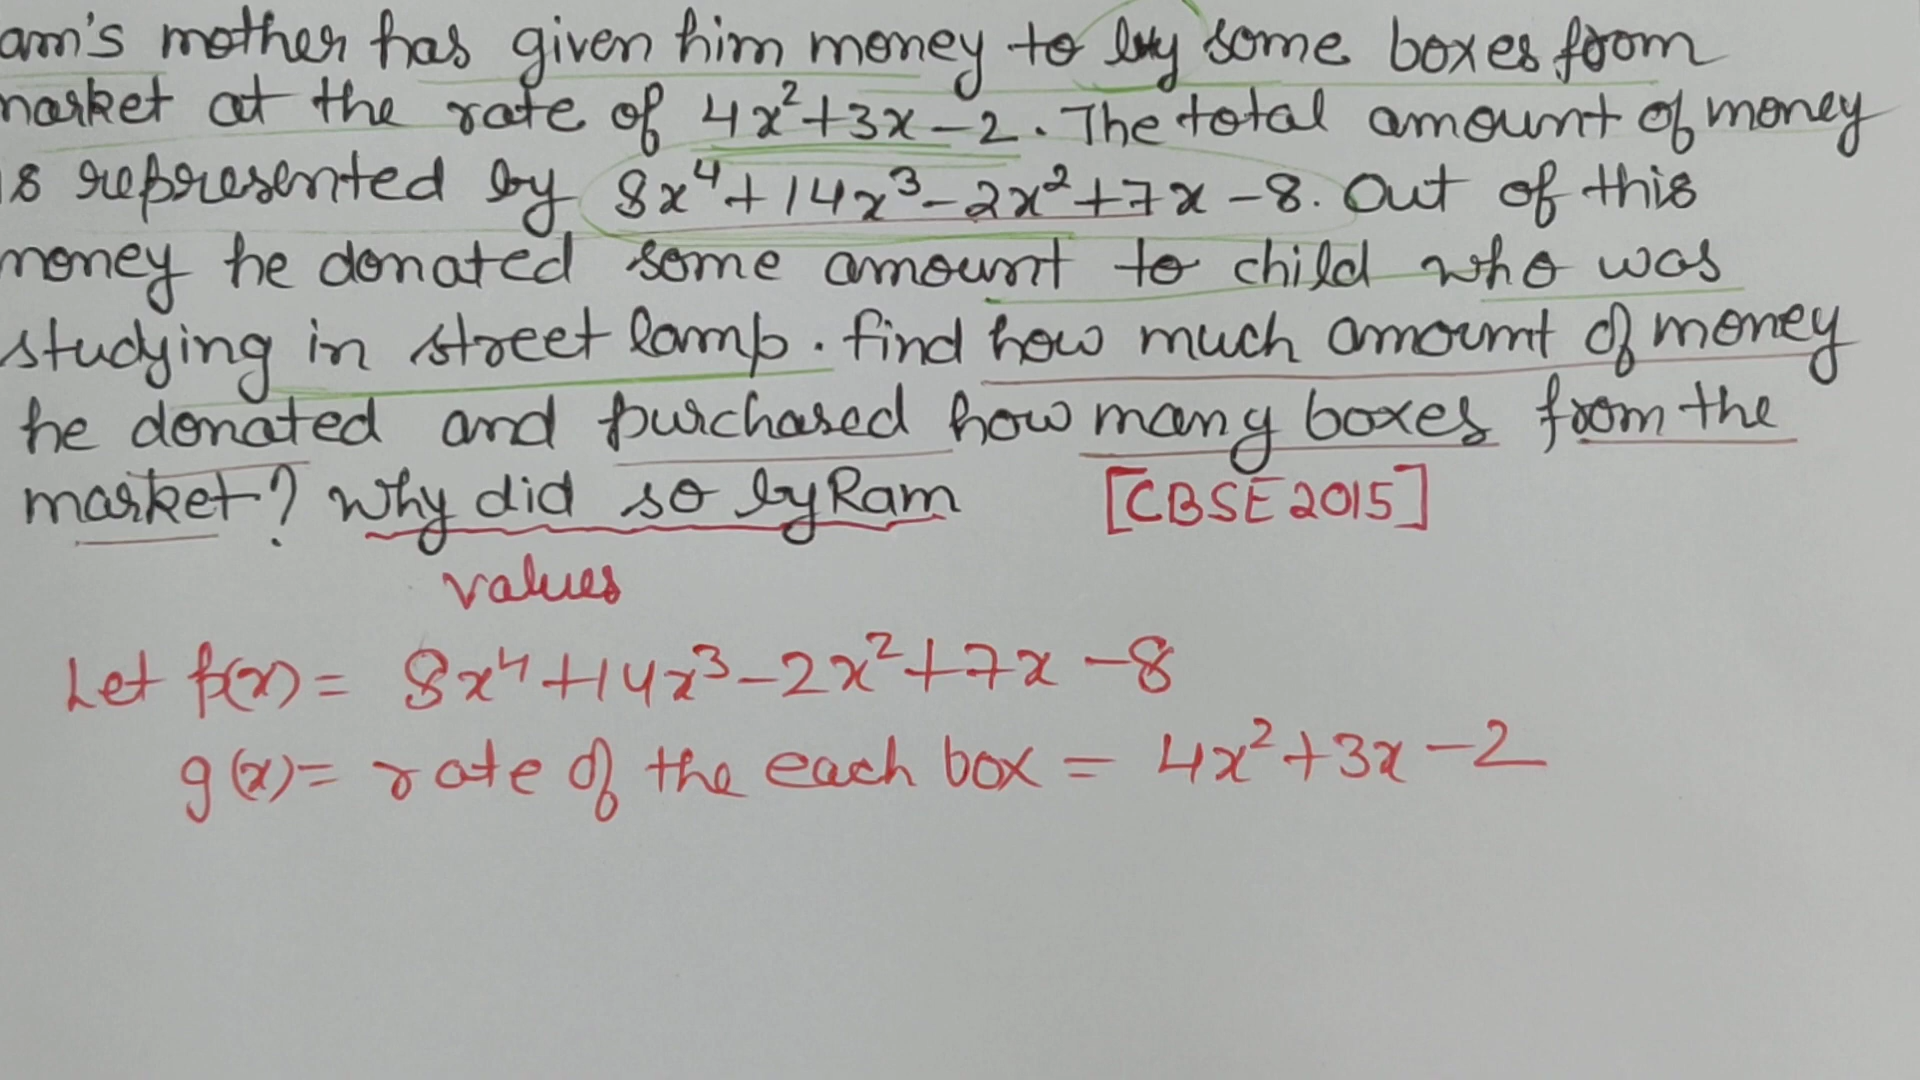 am's mother has given him money to by some boxes from
market at the rate of 4x²+3x-2. The total amount of money
is represented by 8x⁴+14x³-2x²+7x-8. Out of this
money he donated some amount to child who was
studying in street lamp. find how much amount of money
he donated and purchased how many boxes from the
market? Why did so by Ram [CBSE 2015]
values
Let f(x) = 8x⁴+14x³-2x²+7x-8
g(x) = rate of the each box = 4x²+3x-2